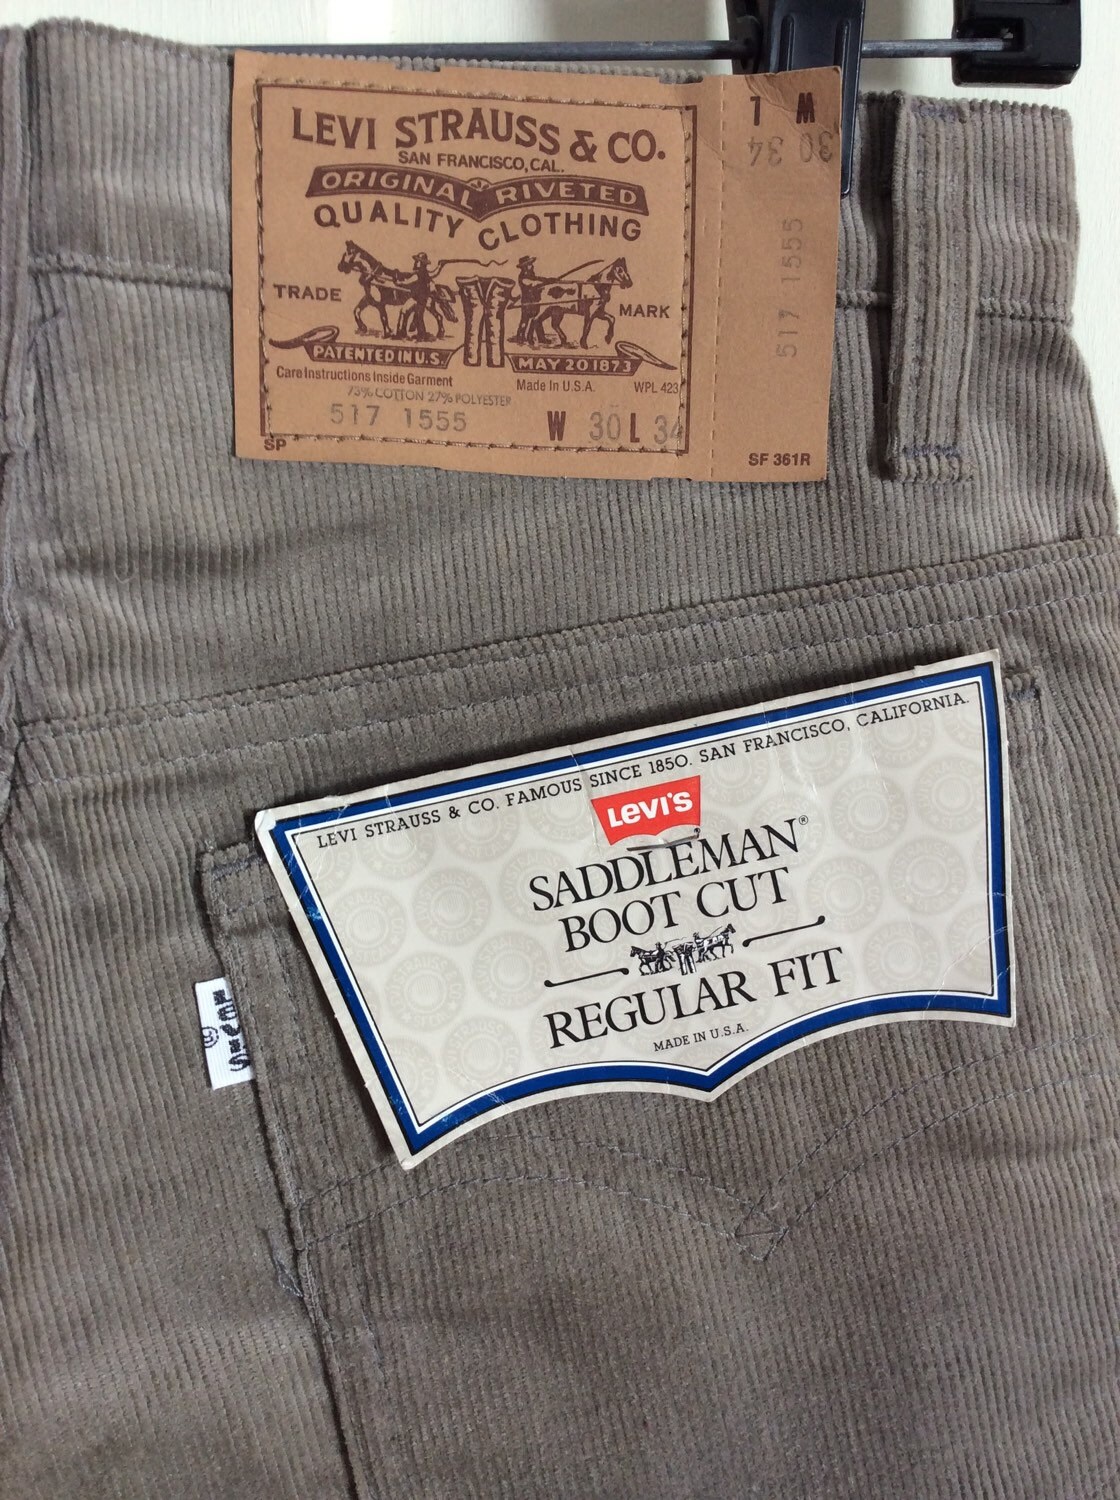 LEVI STRAUSS & CO.
SAN FRANCISCO, CAL.
ORIGINAL RIVETED
QUALITY CLOTHING
TRADE MARK
PATENTED IN U.S. MAY 20 1873
Care Instructions Inside Garment Made In U.S.A. WPL 423
73% COTTON 27% POLYESTER
517 1555 W 30 L 34
SP
L W
34 30
517 1555
SF 361R
LEVI STRAUSS & CO. FAMOUS SINCE 1850. SAN FRANCISCO, CALIFORNIA.
LEVI'S
SADDLEMAN®
BOOT CUT
REGULAR FIT
MADE IN U.S.A.
LEVI'S
®